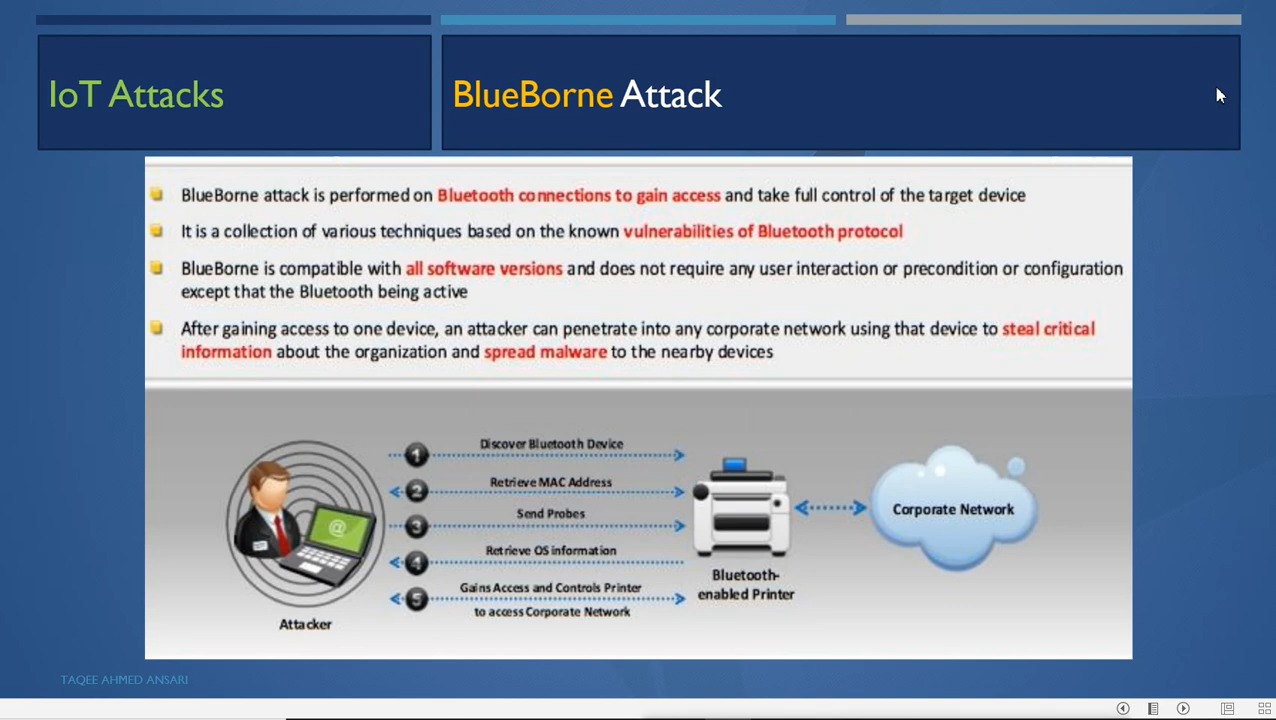 IoT Attacks
BlueBorne Attack
BlueBorne attack is performed on Bluetooth connections to gain access and take full control of the target device
It is a collection of various techniques based on the known vulnerabilities of Bluetooth protocol
BlueBorne is compatible with all software versions and does not require any user interaction or precondition or configuration
except that the Bluetooth being active
After gaining access to one device, an attacker can penetrate into any corporate network using that device to steal critical
information about the organization and spread malware to the nearby devices
1 Discover Bluetooth Device
2 Retrieve MAC Address
3 Send Probes
4 Retrieve OS information
5 Gains Access and Controls Printer
to access Corporate Network
Attacker
@
Bluetooth-
enabled Printer
Corporate Network
TAQEE AHMED ANSARI